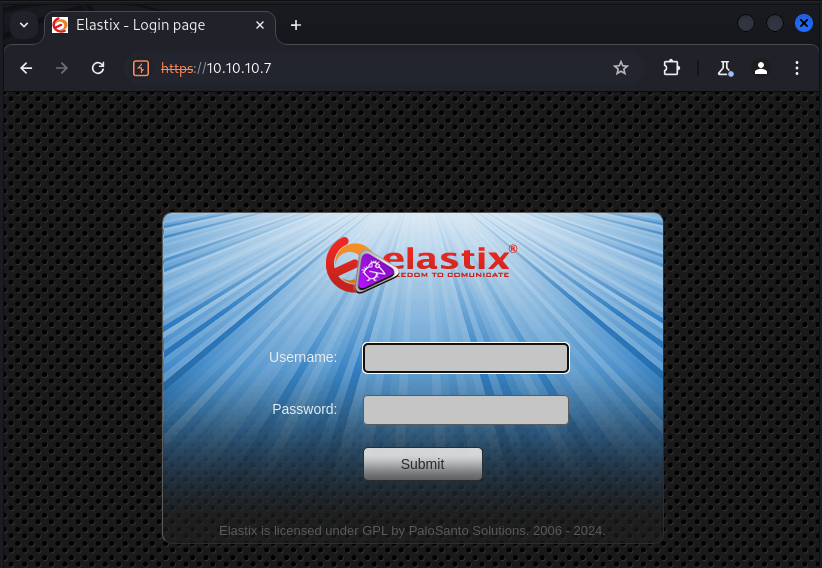 Elastix - Login page
https://10.10.10.7
elastix®
EDOM TO COMUNICATE
Username:
Password:
Submit
Elastix is licensed under GPL by PaloSanto Solutions. 2006 - 2024.